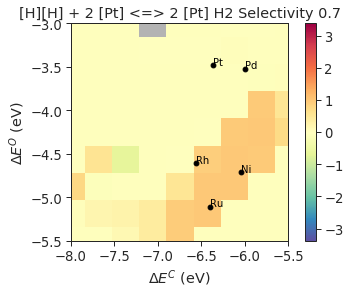 [H][H] + 2 [Pt] <=> 2 [Pt] H2 Selectivity 0.7
−3.0
−3.5
−4.0
−4.5
−5.0
−5.5
ΔE^O (eV)
Pt
Pd
Rh
Ni
Ru
−8.0 −7.5 −7.0 −6.5 −6.0 −5.5
ΔE^C (eV)
3
2
1
0
−1
−2
−3